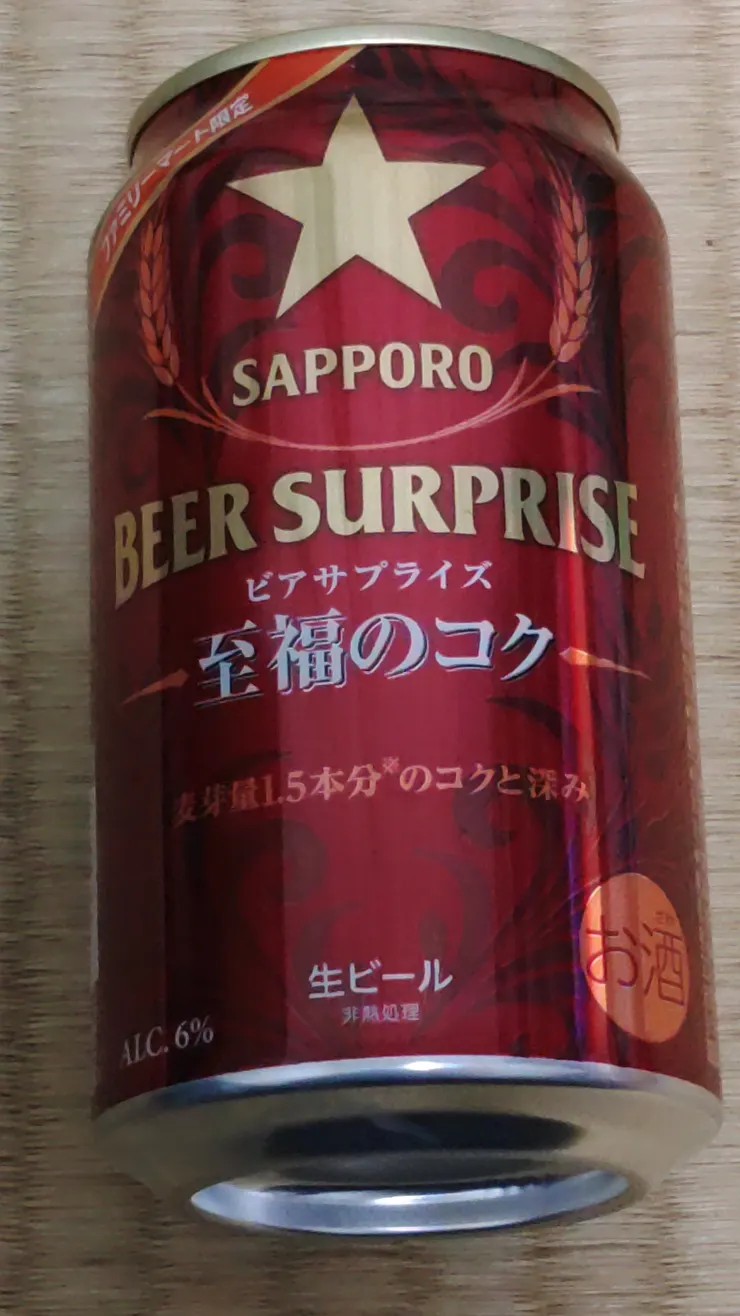 ファミリーマート限定
SAPPORO
BEER SURPRISE
ビアサプライズ
至福のコク
麦芽量1.5本分※のコクと深み
生ビール
非熱処理
お酒
ALC. 6%